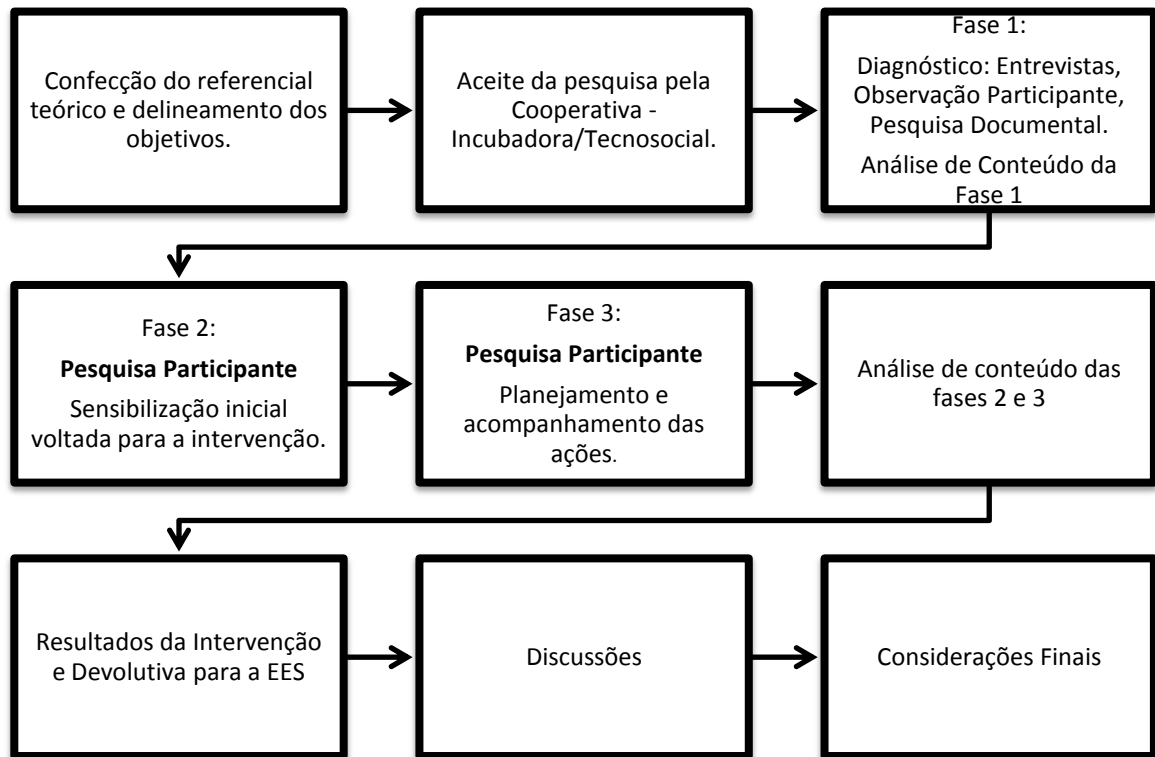 Confecção do referencial
teórico e delineamento dos
objetivos.
Aceite da pesquisa pela
Cooperativa -
Incubadora/Tecnosocial.
Fase 1:
Diagnóstico: Entrevistas,
Observação Participante,
Pesquisa Documental.
Análise de Conteúdo da
Fase 1
Fase 2:
Pesquisa Participante
Sensibilização inicial
voltada para a intervenção.
Fase 3:
Pesquisa Participante
Planejamento e
acompanhamento das
ações.
Análise de conteúdo das
fases 2 e 3
Resultados da Intervenção
e Devolutiva para a EES
Discussões
Considerações Finais